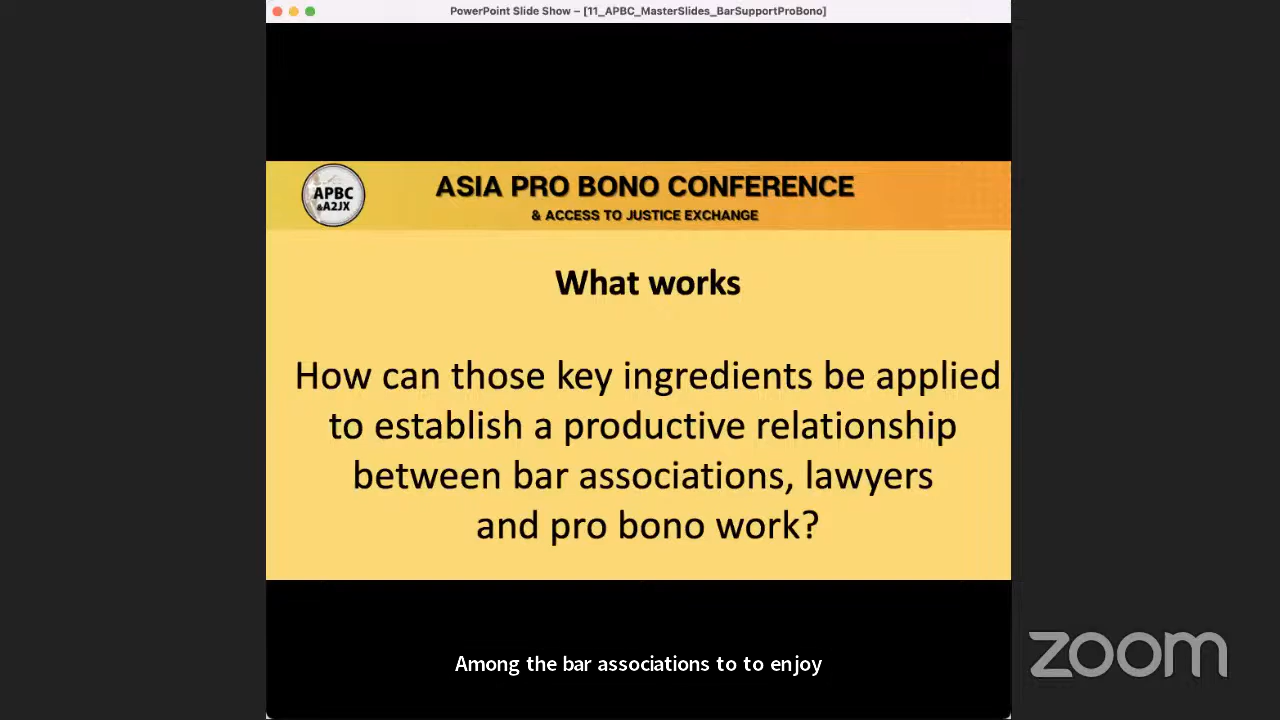 PowerPoint Slide Show – [11_APBC_MasterSlides_BarSupportProBono]
APBC
&A2JX
ASIA PRO BONO CONFERENCE
& ACCESS TO JUSTICE EXCHANGE
What works
How can those key ingredients be applied
to establish a productive relationship
between bar associations, lawyers
and pro bono work?
Among the bar associations to to enjoy
zoom